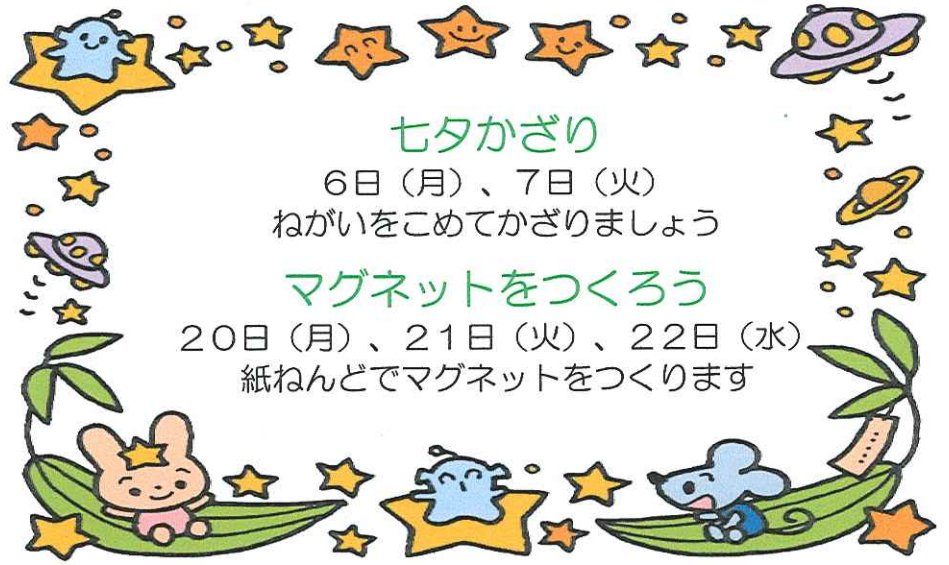 七夕かざり
６日（月）、７日（火）
ねがいをこめてかざりましょう
マグネットをつくろう
２０日（月）、２１日（火）、２２日（水）
紙ねんどでマグネットをつくります